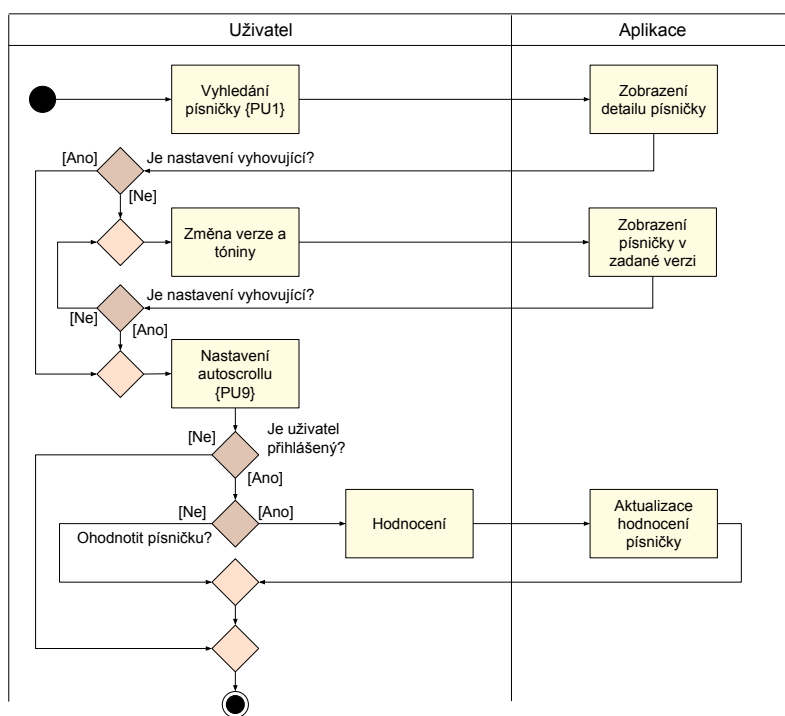 Uživatel
Aplikace
Vyhledání
písničky {PU1}
Zobrazení
detailu písničky
[Ano]
Je nastavení vyhovující?
[Ne]
Změna verze a
tóniny
Zobrazení
písničky v
zadané verzi
Je nastavení vyhovující?
[Ne]
[Ano]
Nastavení
autoscrollu
{PU9}
[Ne]
Je uživatel
přihlášený?
[Ano]
[Ne]
[Ano]
Ohodnotit písničku?
Hodnocení
Aktualizace
hodnocení
písničky